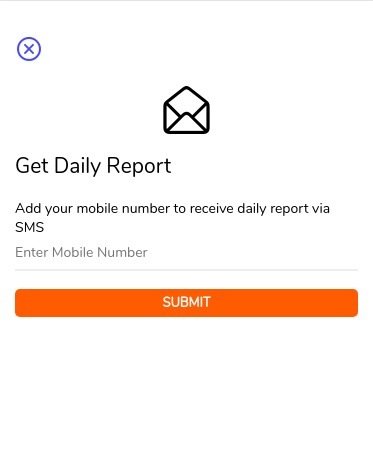 Get Daily Report
Add your mobile number to receive daily report via
SMS
Enter Mobile Number
SUBMIT